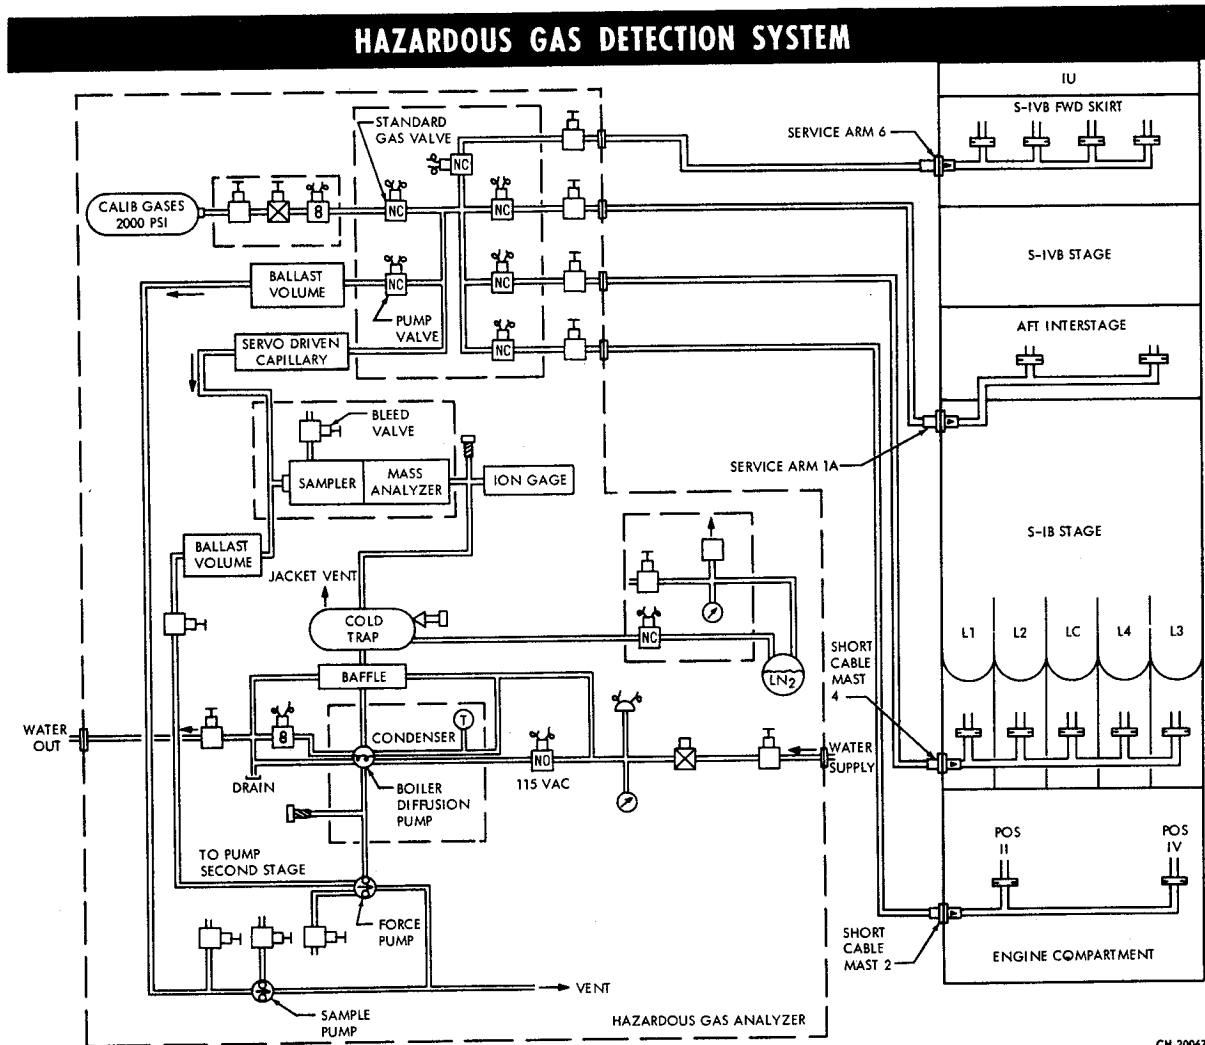 HAZARDOUS GAS DETECTION SYSTEM
IU
S-IVB FWD SKIRT
STANDARD
GAS VALVE
SERVICE ARM 6
NC
CALIB GASES
2000 PSI
8
NC
NC
S-IVB STAGE
BALLAST
VOLUME
NC
NC
PUMP
VALVE
AFT INTERSTAGE
SERVO DRIVEN
CAPILLARY
NC
BLEED
VALVE
SERVICE ARM 1A
SAMPLER
MASS
ANALYZER
ION GAGE
S-IB STAGE
BALLAST
VOLUME
JACKET VENT
COLD
TRAP
NC
LN2
L1
L2
LC
L4
L3
SHORT
CABLE
MAST
4
BAFFLE
WATER
OUT
8
CONDENSER
T
NO
115 VAC
WATER
SUPPLY
DRAIN
BOILER
DIFFUSION
PUMP
TO PUMP
SECOND STAGE
POS
II
POS
IV
FORCE
PUMP
SHORT
CABLE
MAST 2
ENGINE COMPARTMENT
VENT
SAMPLE
PUMP
HAZARDOUS GAS ANALYZER